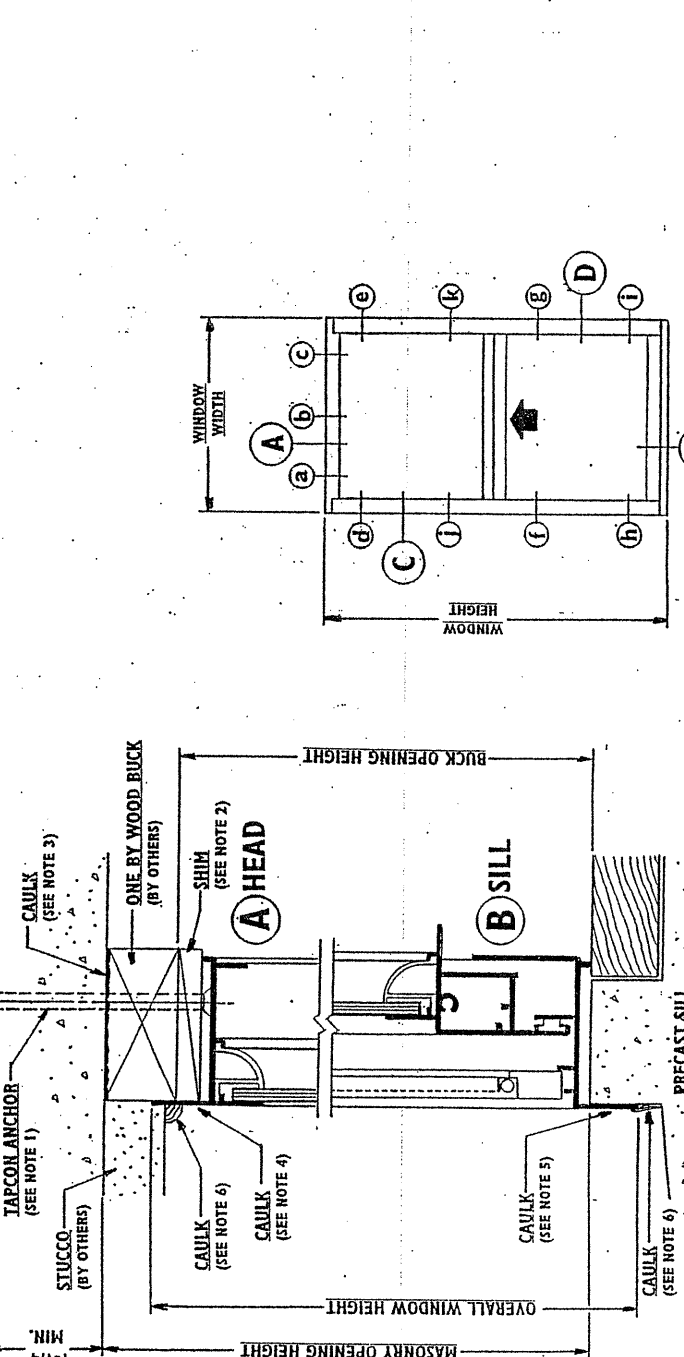 WINDOW
WIDTH
A
a
b
c
d
e
C
j
k
f
g
D
h
i
WINDOW
HEIGHT
CAULK
(SEE NOTE 3)
ONE BY WOOD BUCK
(BY OTHERS)
SHIM
(SEE NOTE 2)
A HEAD
BUCK OPENING HEIGHT
B SILL
TAPCON ANCHOR
(SEE NOTE 1)
STUCCO
(BY OTHERS)
CAULK
(SEE NOTE 6)
CAULK
(SEE NOTE 4)
CAULK
(SEE NOTE 5)
CAULK
(SEE NOTE 6)
PRECAST SILL
OVERALL WINDOW HEIGHT
MASONRY OPENING HEIGHT
MIN.